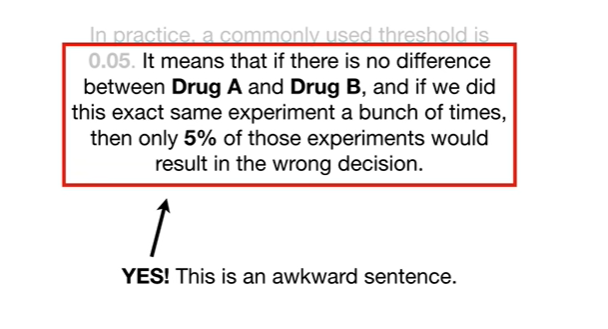 In practice, a commonly used threshold is
0.05. It means that if there is no difference
between Drug A and Drug B, and if we did
this exact same experiment a bunch of times,
then only 5% of those experiments would
result in the wrong decision.
YES! This is an awkward sentence.